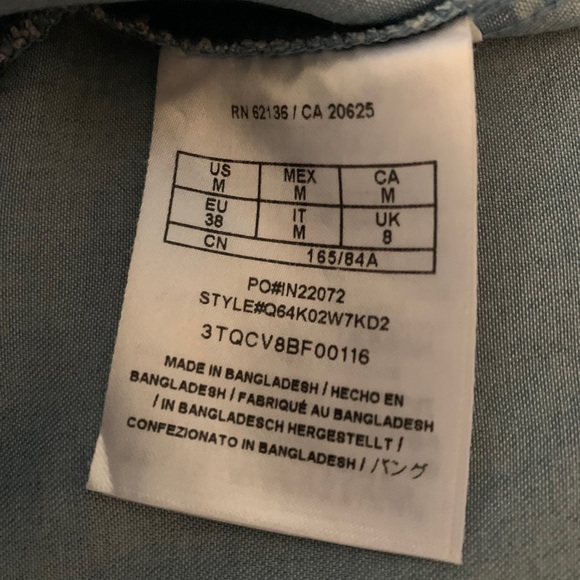 RN 62136 / CA 20625
US MEX CA
M M M
EU IT UK
38 M 8
CN 165/84A
PO#IN22072
STYLE#Q64K02W7KD2
3TQCV8BF00116
MADE IN BANGLADESH / HECHO EN
BANGLADESH / FABRIQUÉ AU BANGLADESH
/ IN BANGLADESCH HERGESTELLT /
CONFEZIONATO IN BANGLADESH / バング